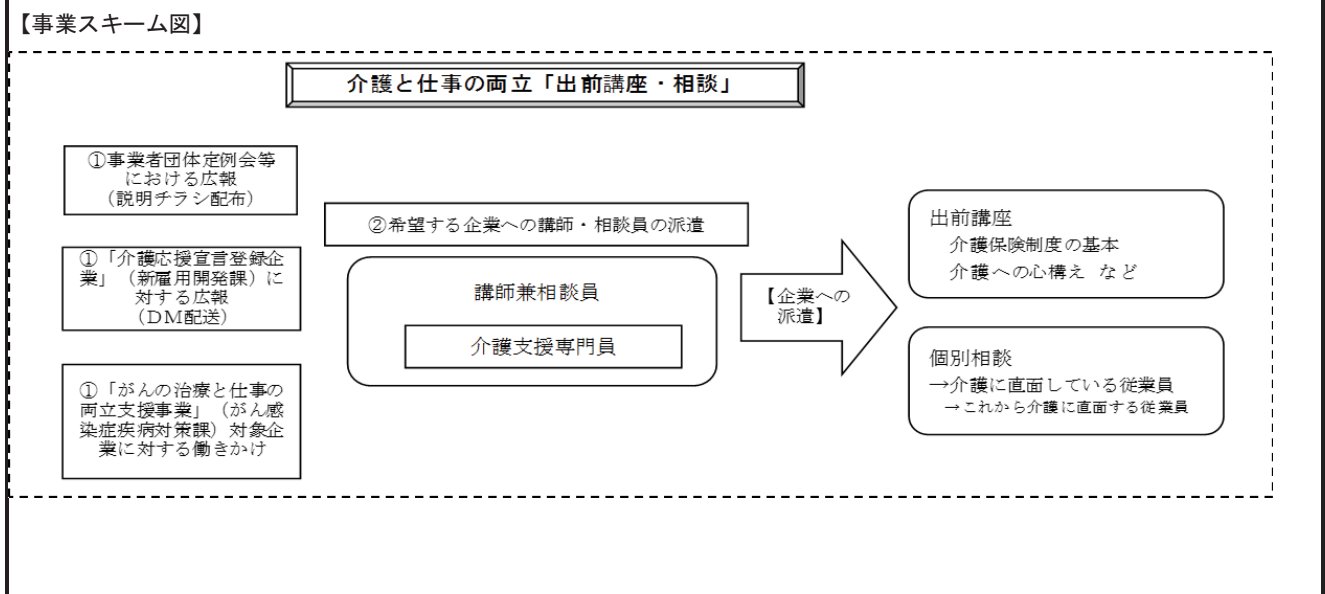 【事業スキーム図】
介護と仕事の両立「出前講座・相談」
①事業者団体定例会等
における広報
(説明チラシ配布)
①「介護応援宣言登録企
業」(新雇用開発課)に
対する広報
(DM配送)
①「がんの治療と仕事の
両立支援事業」(がん感
染症疾病対策課)対象企
業に対する働きかけ
②希望する企業への講師・相談員の派遣
講師兼相談員
介護支援専門員
【企業への
派遣】
出前講座
介護保険制度の基本
介護への心構え など
個別相談
→介護に直面している従業員
→これから介護に直面する従業員